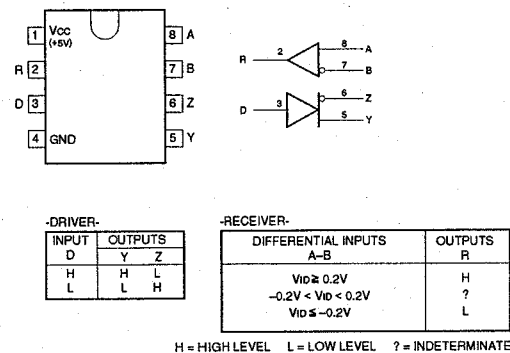 1 Vcc (+5V) 8 A
R 2 7 B
D 3 6 Z
4 GND 5 Y
R 2 8 A
7 B
D 3 6 Z
5 Y
-DRIVER-
INPUT OUTPUTS
D Y Z
H H L
L L H
-RECEIVER-
DIFFERENTIAL INPUTS OUTPUTS
A–B R
VID ≥ 0.2V H
–0.2V < VID < 0.2V ?
VID ≤ –0.2V L
H = HIGH LEVEL L = LOW LEVEL ? = INDETERMINATE